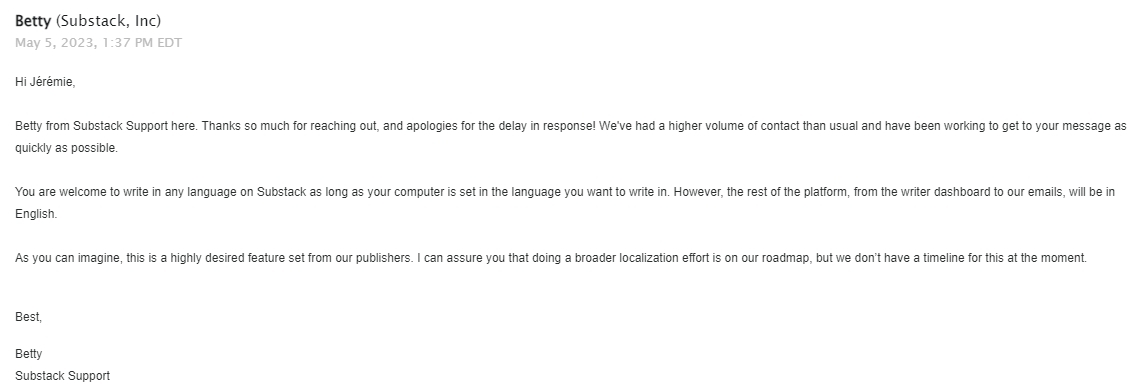 Betty (Substack, Inc)
May 5, 2023, 1:37 PM EDT
Hi Jérémie,
Betty from Substack Support here. Thanks so much for reaching out, and apologies for the delay in response! We've had a higher volume of contact than usual and have been working to get to your message as
quickly as possible.
You are welcome to write in any language on Substack as long as your computer is set in the language you want to write in. However, the rest of the platform, from the writer dashboard to our emails, will be in
English.
As you can imagine, this is a highly desired feature set from our publishers. I can assure you that doing a broader localization effort is on our roadmap, but we don't have a timeline for this at the moment.
Best,
Betty
Substack Support